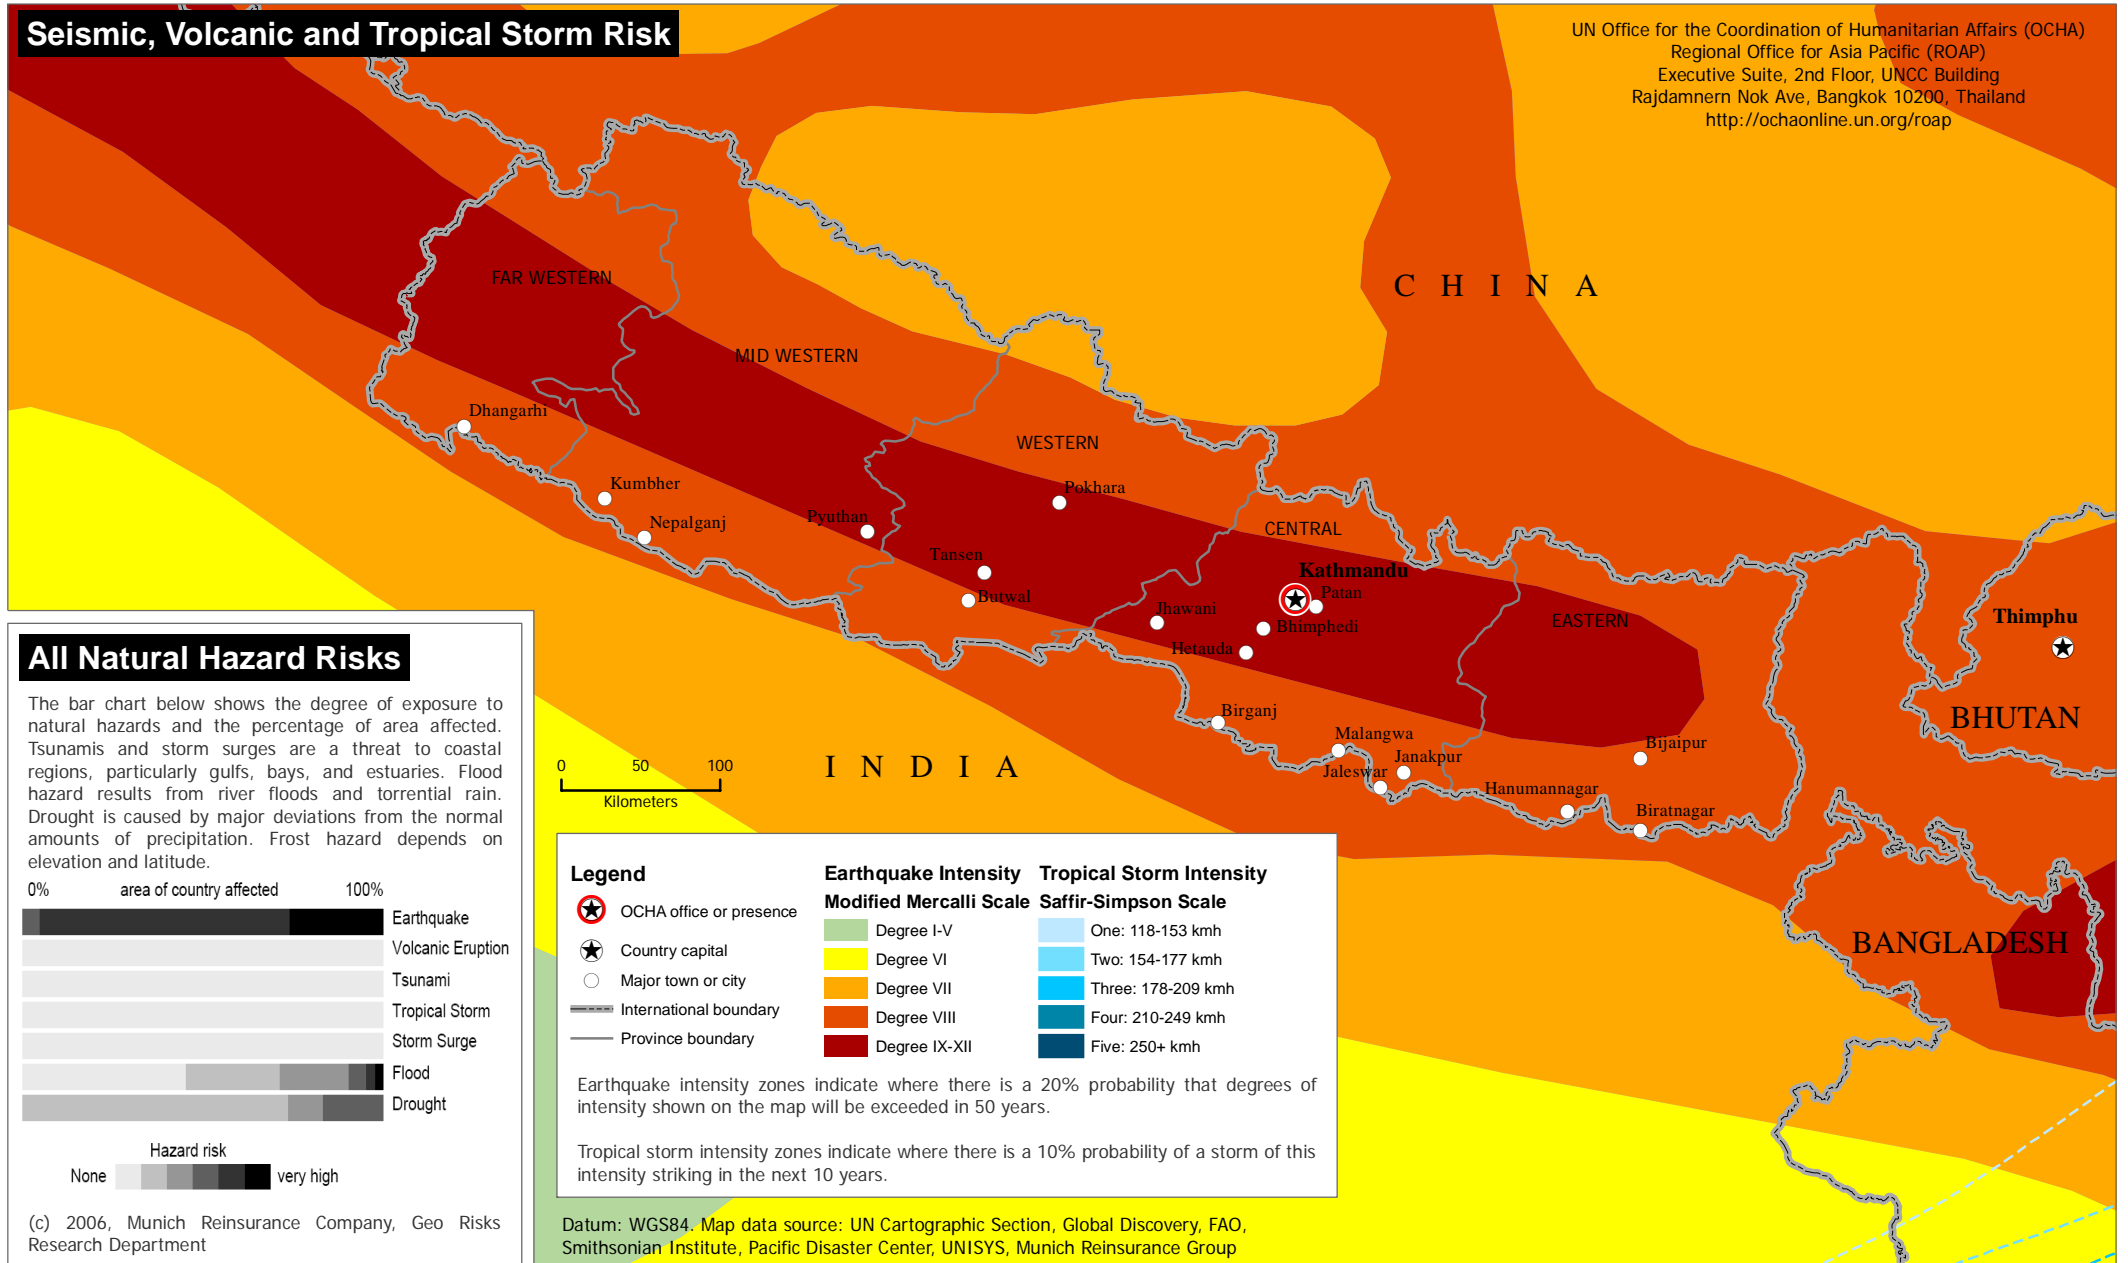 Seismic, Volcanic and Tropical Storm Risk
UN Office for the Coordination of Humanitarian Affairs (OCHA)
Regional Office for Asia Pacific (ROAP)
Executive Suite, 2nd Floor, UNCC Building
Rajdamnern Nok Ave, Bangkok 10200, Thailand
http://ochaonline.un.org/roap
FAR WESTERN
CHINA
MID WESTERN
Dhangarhi
WESTERN
Kumbher
Pokhara
Nepalganj
Pyuthan
CENTRAL
Tansen
Kathmandu
Butwal
Patan
Jhawani
Bhimphedi
EASTERN
Thimphu
Hetauda
Birganj
BHUTAN
Malangwa
Bijaipur
Janakpur
Jaleswar
INDIA
Hanumannagar
Biratnagar
BANGLADESH
0 50 100
Kilometers
All Natural Hazard Risks
The bar chart below shows the degree of exposure to
natural hazards and the percentage of area affected.
Tsunamis and storm surges are a threat to coastal
regions, particularly gulfs, bays, and estuaries. Flood
hazard results from river floods and torrential rain.
Drought is caused by major deviations from the normal
amounts of precipitation. Frost hazard depends on
elevation and latitude.
0% area of country affected 100%
Earthquake
Volcanic Eruption
Tsunami
Tropical Storm
Storm Surge
Flood
Drought
Hazard risk
None very high
(c) 2006, Munich Reinsurance Company, Geo Risks
Research Department
Legend
OCHA office or presence
Country capital
Major town or city
International boundary
Province boundary
Earthquake Intensity
Modified Mercalli Scale
Degree I-V
Degree VI
Degree VII
Degree VIII
Degree IX-XII
Tropical Storm Intensity
Saffir-Simpson Scale
One: 118-153 kmh
Two: 154-177 kmh
Three: 178-209 kmh
Four: 210-249 kmh
Five: 250+ kmh
Earthquake intensity zones indicate where there is a 20% probability that degrees of
intensity shown on the map will be exceeded in 50 years.
Tropical storm intensity zones indicate where there is a 10% probability of a storm of this
intensity striking in the next 10 years.
Datum: WGS84. Map data source: UN Cartographic Section, Global Discovery, FAO,
Smithsonian Institute, Pacific Disaster Center, UNISYS, Munich Reinsurance Group